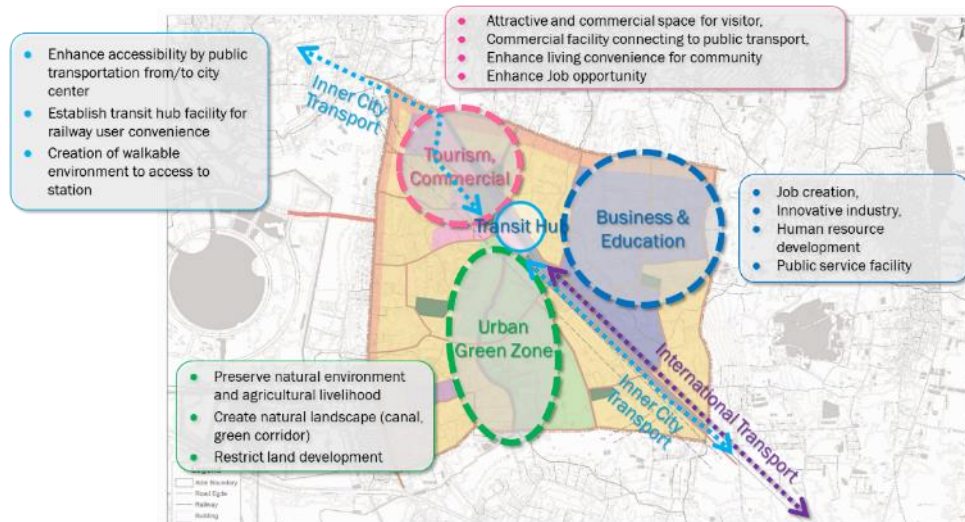 Enhance accessibility by public
transportation from/to city
center
Establish transit hub facility for
railway user convenience
Creation of walkable
environment to access to
station
Attractive and commercial space for visitor,
Commercial facility connecting to public transport,
Enhance living convenience for community
Enhance Job opportunity
Inner City
Transport
Tourism,
Commercial
Transit Hub
Business &
Education
Job creation,
Innovative industry,
Human resource
development
Public service facility
Urban
Green Zone
International Transport
Inner City
Transport
Preserve natural environment
and agricultural livelihood
Create natural landscape (canal,
green corridor)
Restrict land development
Road Egde
Railway
Building